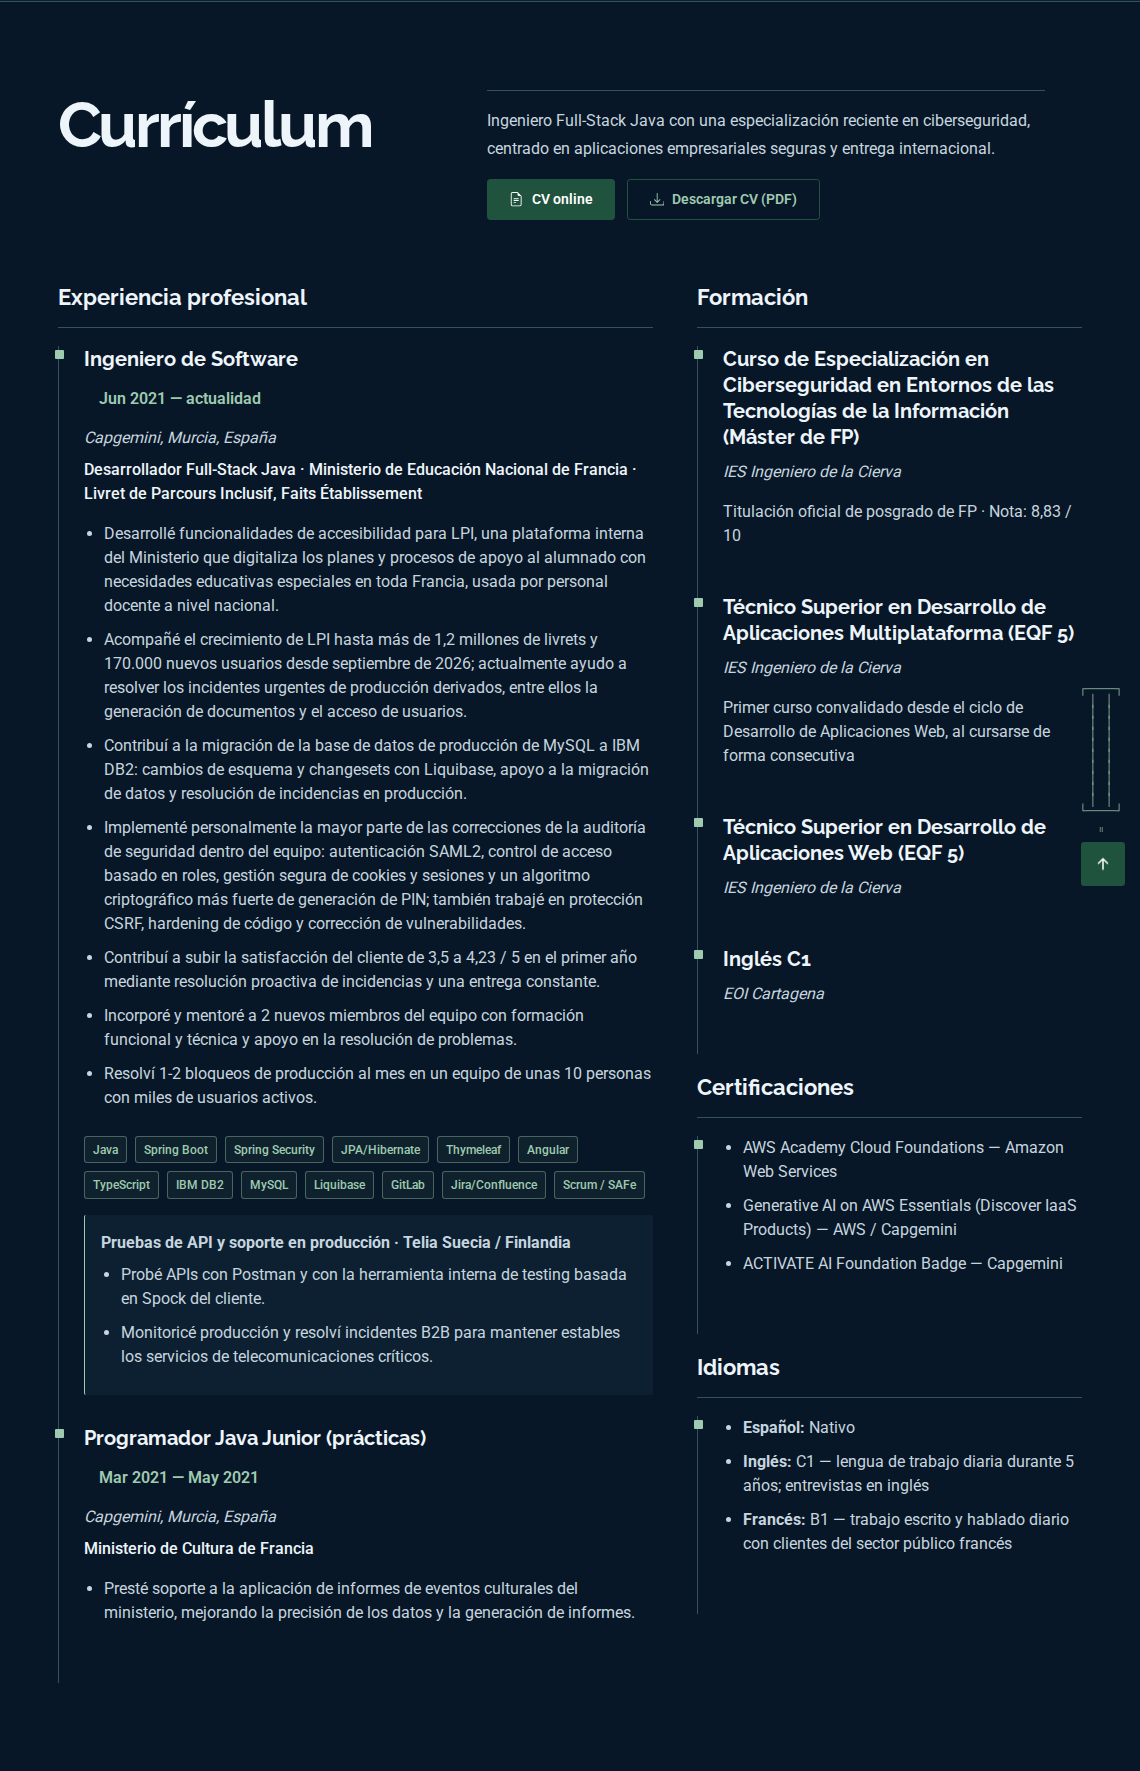 Currículum
Ingeniero Full-Stack Java con una especialización reciente en ciberseguridad,
centrado en aplicaciones empresariales seguras y entrega internacional.
CV online
Descargar CV (PDF)
Experiencia profesional
Ingeniero de Software
Jun 2021 — actualidad
Capgemini, Murcia, España
Desarrollador Full-Stack Java · Ministerio de Educación Nacional de Francia ·
Livret de Parcours Inclusif, Faits Établissement
• Desarrollé funcionalidades de accesibilidad para LPI, una plataforma interna
del Ministerio que digitaliza los planes y procesos de apoyo al alumnado con
necesidades educativas especiales en toda Francia, usada por personal
docente a nivel nacional.
• Acompañé el crecimiento de LPI hasta más de 1,2 millones de livrets y
170.000 nuevos usuarios desde septiembre de 2026; actualmente ayudo a
resolver los incidentes urgentes de producción derivados, entre ellos la
generación de documentos y el acceso de usuarios.
• Contribuí a la migración de la base de datos de producción de MySQL a IBM
DB2: cambios de esquema y changesets con Liquibase, apoyo a la migración
de datos y resolución de incidencias en producción.
• Implementé personalmente la mayor parte de las correcciones de la auditoría
de seguridad dentro del equipo: autenticación SAML2, control de acceso
basado en roles, gestión segura de cookies y sesiones y un algoritmo
criptográfico más fuerte de generación de PIN; también trabajé en protección
CSRF, hardening de código y corrección de vulnerabilidades.
• Contribuí a subir la satisfacción del cliente de 3,5 a 4,23 / 5 en el primer año
mediante resolución proactiva de incidencias y una entrega constante.
• Incorporé y mentoré a 2 nuevos miembros del equipo con formación
funcional y técnica y apoyo en la resolución de problemas.
• Resolví 1-2 bloqueos de producción al mes en un equipo de unas 10 personas
con miles de usuarios activos.
Java
Spring Boot
Spring Security
JPA/Hibernate
Thymeleaf
Angular
TypeScript
IBM DB2
MySQL
Liquibase
GitLab
Jira/Confluence
Scrum / SAFe
Pruebas de API y soporte en producción · Telia Suecia / Finlandia
• Probé APIs con Postman y con la herramienta interna de testing basada
en Spock del cliente.
• Monitoricé producción y resolví incidentes B2B para mantener estables
los servicios de telecomunicaciones críticos.
Programador Java Junior (prácticas)
Mar 2021 — May 2021
Capgemini, Murcia, España
Ministerio de Cultura de Francia
• Presté soporte a la aplicación de informes de eventos culturales del
ministerio, mejorando la precisión de los datos y la generación de informes.
Formación
Curso de Especialización en
Ciberseguridad en Entornos de las
Tecnologías de la Información
(Máster de FP)
IES Ingeniero de la Cierva
Titulación oficial de posgrado de FP · Nota: 8,83 /
10
Técnico Superior en Desarrollo de
Aplicaciones Multiplataforma (EQF 5)
IES Ingeniero de la Cierva
Primer curso convalidado desde el ciclo de
Desarrollo de Aplicaciones Web, al cursarse de
forma consecutiva
Técnico Superior en Desarrollo de
Aplicaciones Web (EQF 5)
IES Ingeniero de la Cierva
Inglés C1
EOI Cartagena
Certificaciones
• AWS Academy Cloud Foundations — Amazon
Web Services
• Generative AI on AWS Essentials (Discover IaaS
Products) — AWS / Capgemini
• ACTIVATE AI Foundation Badge — Capgemini
Idiomas
• Español: Nativo
• Inglés: C1 — lengua de trabajo diaria durante 5
años; entrevistas en inglés
• Francés: B1 — trabajo escrito y hablado diario
con clientes del sector público francés